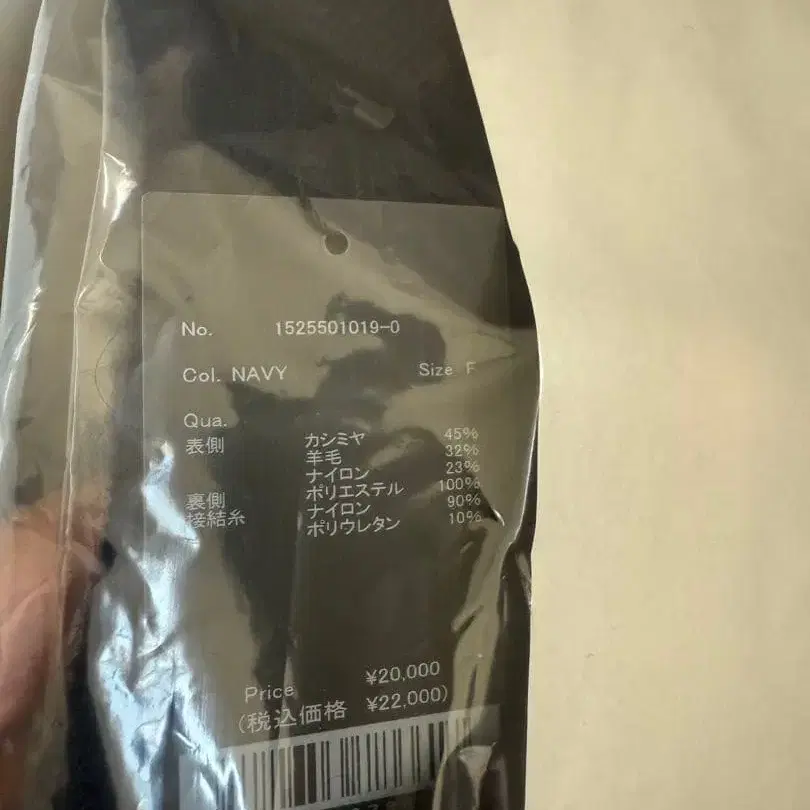 No. 1525501019-0
Col. NAVY Size F
Qua.
表側 カシミヤ 45%
羊毛 32%
ナイロン 23%
裏側 ポリエステル 100%
接結糸 ナイロン 90%
ポリウレタン 10%
Price ¥20,000
(税込価格 ¥22,000)